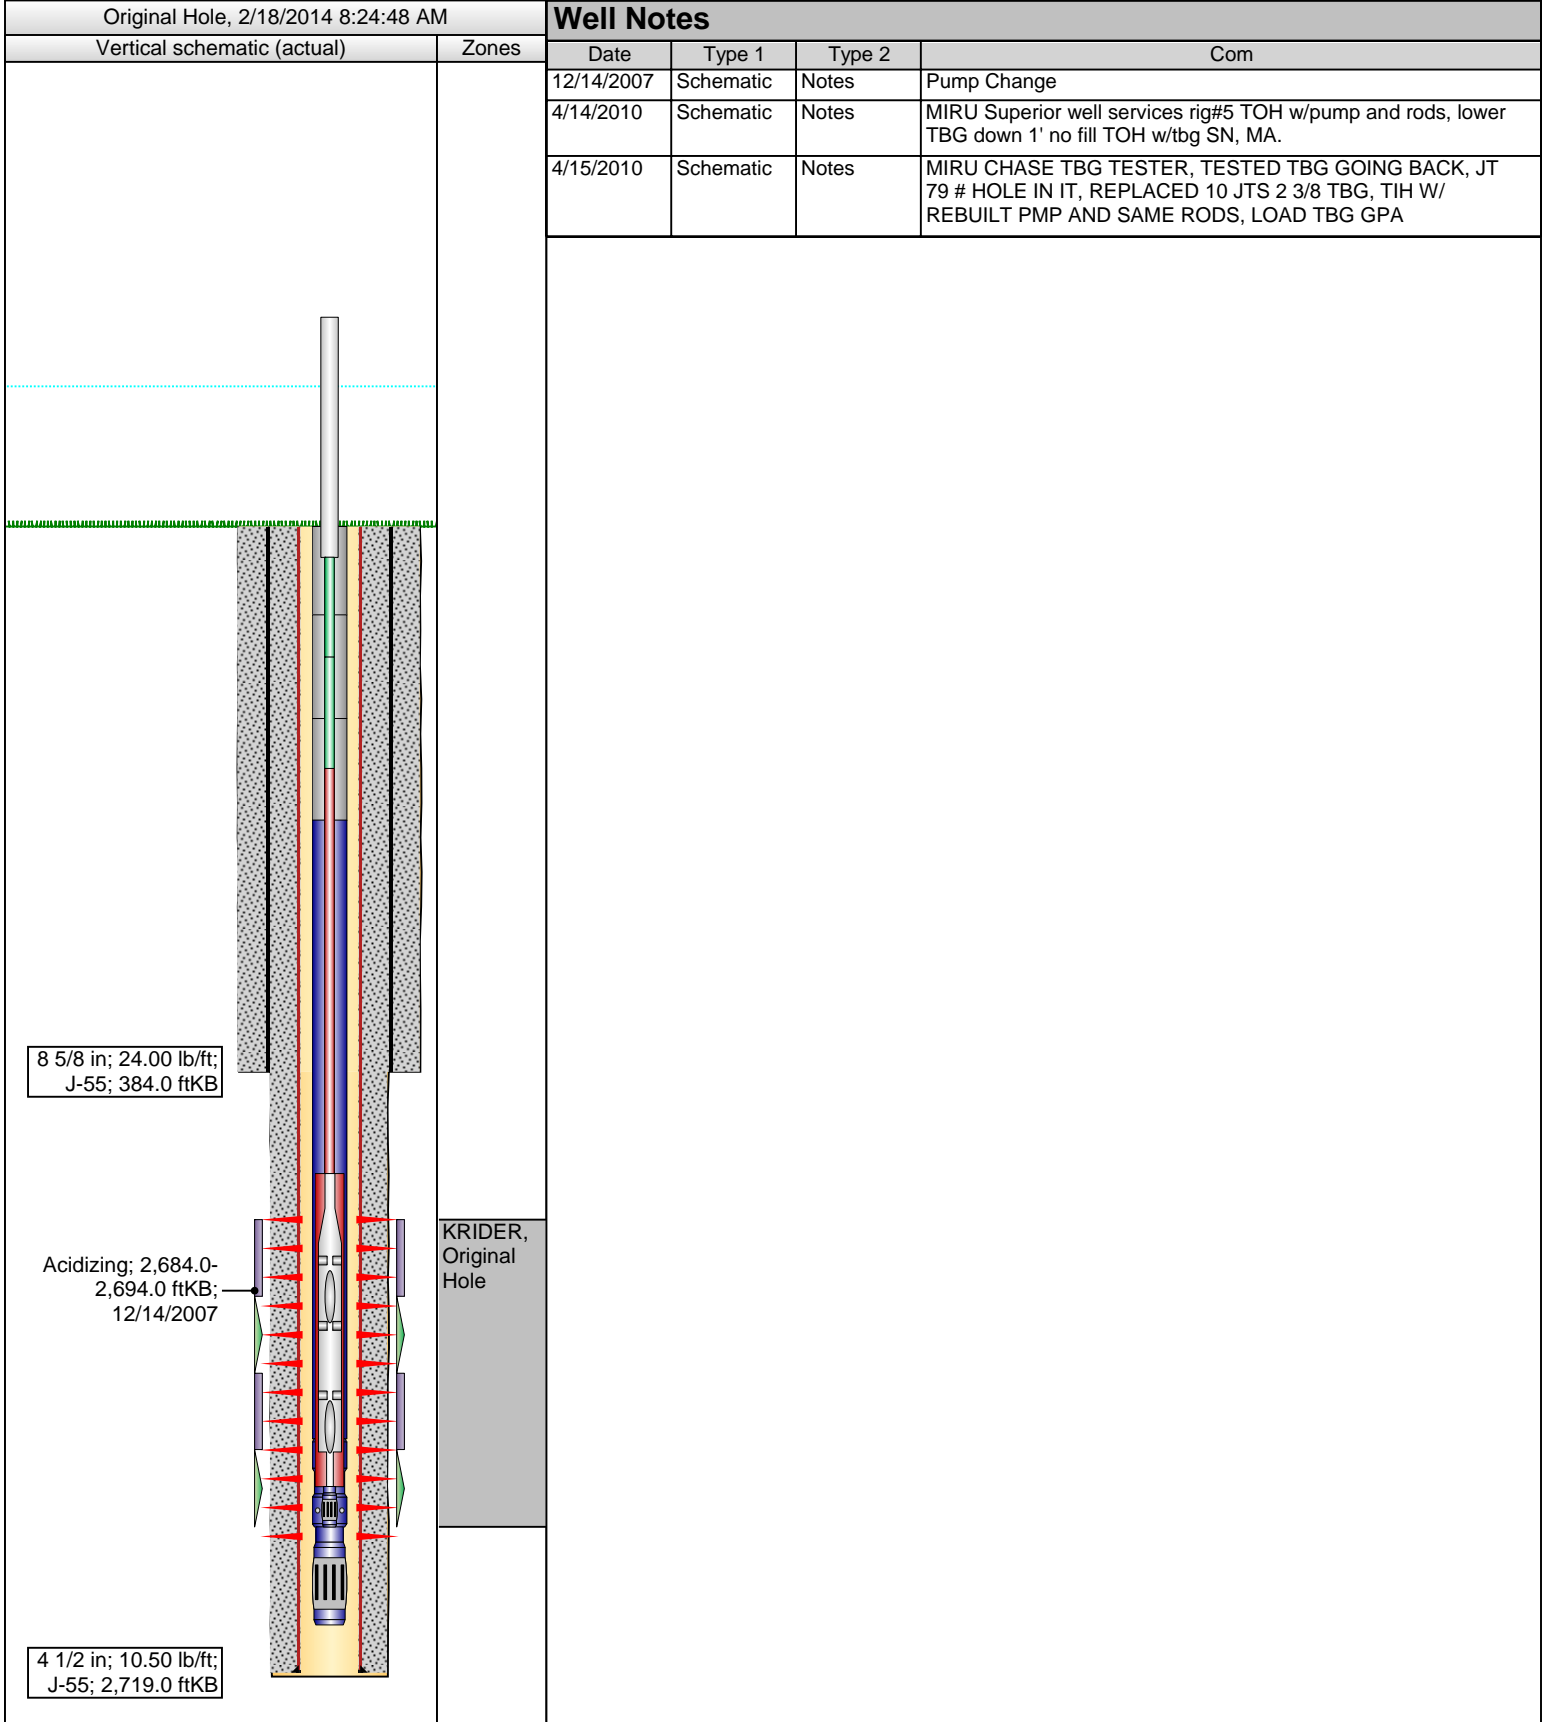 Original Hole, 2/18/2014 8:24:48 AM
Vertical schematic (actual)
Zones
Well Notes
Date Type 1 Type 2 Com
12/14/2007 Schematic Notes Pump Change
4/14/2010 Schematic Notes MIRU Superior well services rig#5 TOH w/pump and rods, lower
TBG down 1' no fill TOH w/tbg SN, MA.
4/15/2010 Schematic Notes MIRU CHASE TBG TESTER, TESTED TBG GOING BACK, JT
79 # HOLE IN IT, REPLACED 10 JTS 2 3/8 TBG, TIH W/
REBUILT PMP AND SAME RODS, LOAD TBG GPA
8 5/8 in; 24.00 lb/ft;
J-55; 384.0 ftKB
KRIDER,
Original
Hole
Acidizing; 2,684.0-
2,694.0 ftKB;
12/14/2007
4 1/2 in; 10.50 lb/ft;
J-55; 2,719.0 ftKB